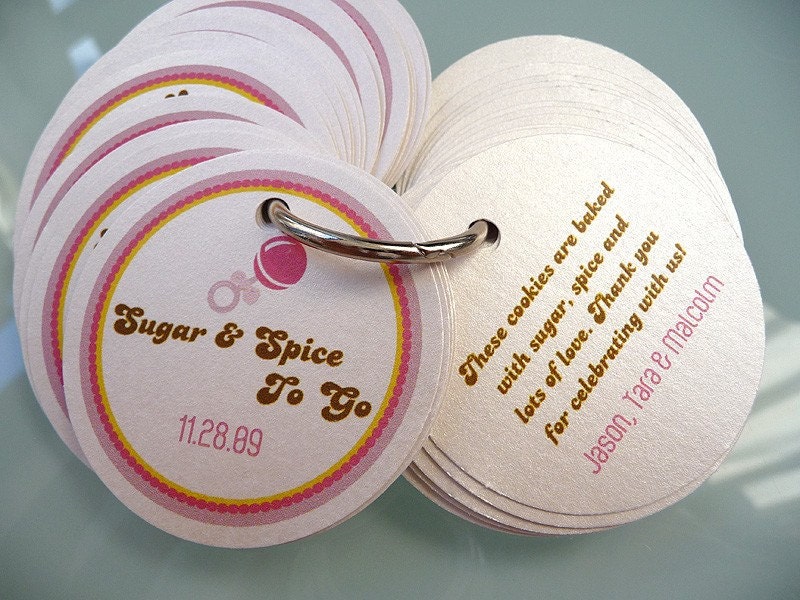 Sugar & Spice
To Go
11.28.09
These cookies are baked
with sugar, spice and
lots of love. Thank you
for celebrating with us!
Jason, Tara & Malcolm